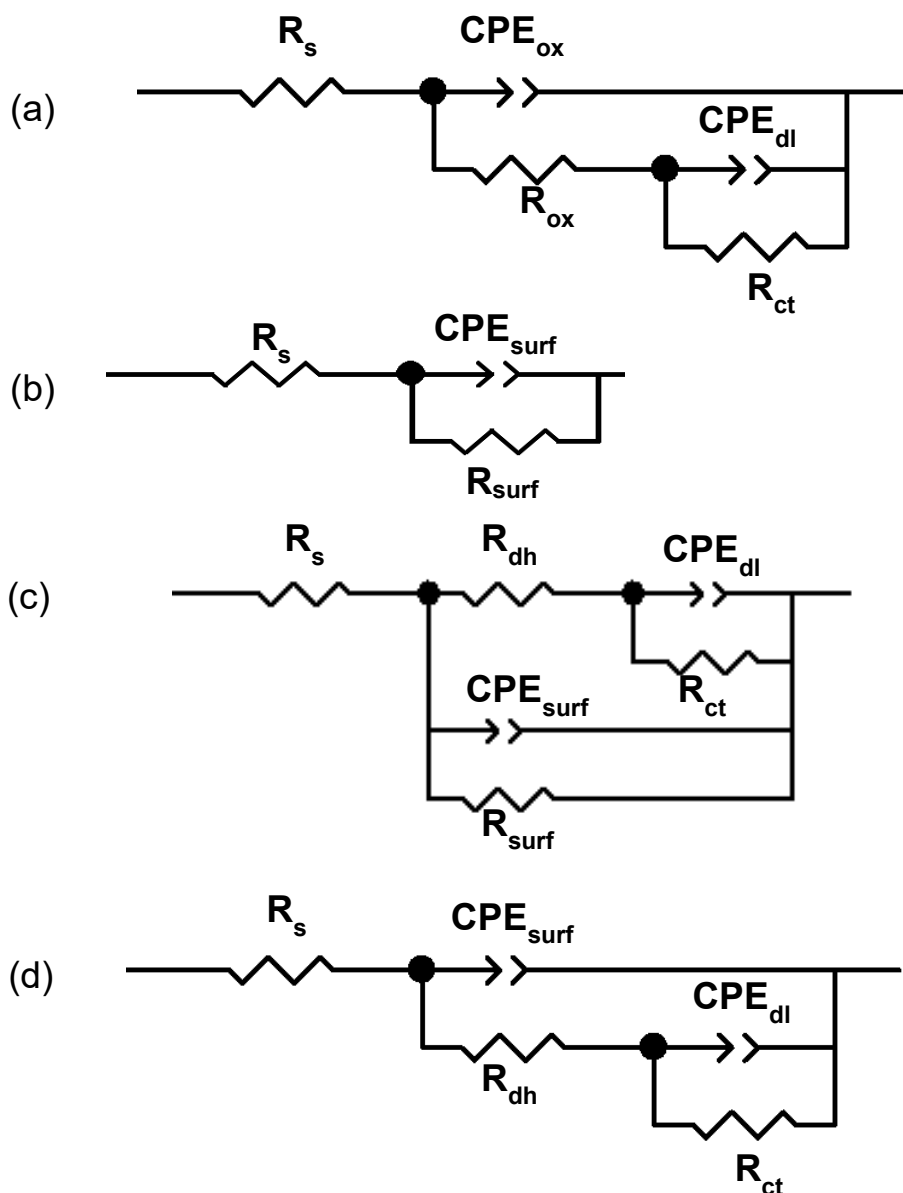 R_s CPE_ox
(a)
CPE_dl
R_ox
R_ct
R_s CPE_surf
(b)
R_surf
R_s R_dh CPE_dl
(c)
R_ct
CPE_surf
R_surf
R_s CPE_surf
(d)
CPE_dl
R_dh
R_ct